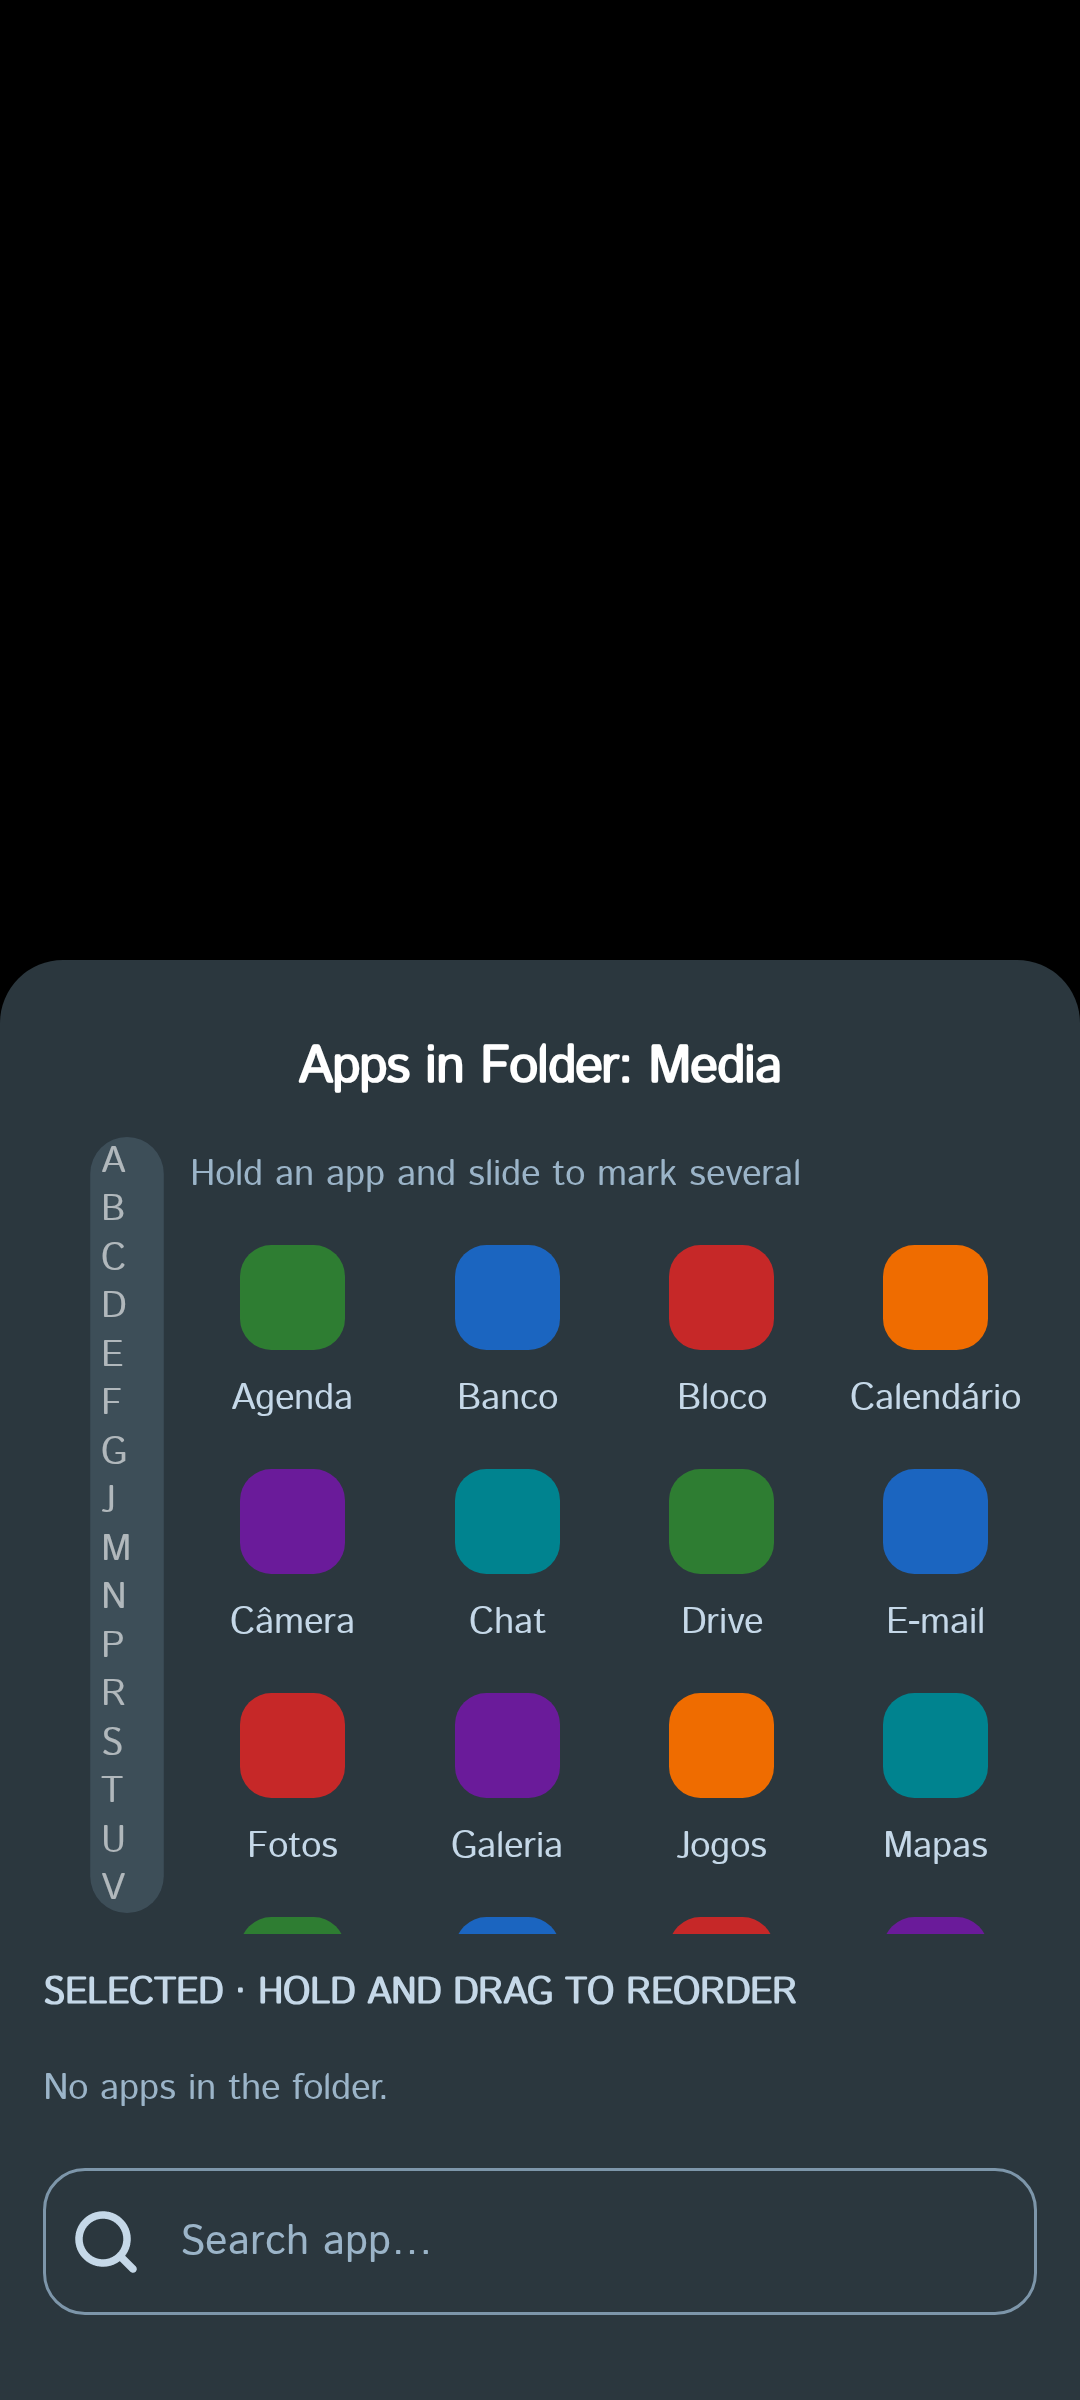 Apps in Folder: Media
A
B
C
D
E
F
G
J
M
N
P
R
S
T
U
V
Hold an app and slide to mark several
Agenda Banco Bloco Calendário
Câmera Chat Drive E-mail
Fotos Galeria Jogos Mapas
SELECTED · HOLD AND DRAG TO REORDER
No apps in the folder.
Search app...